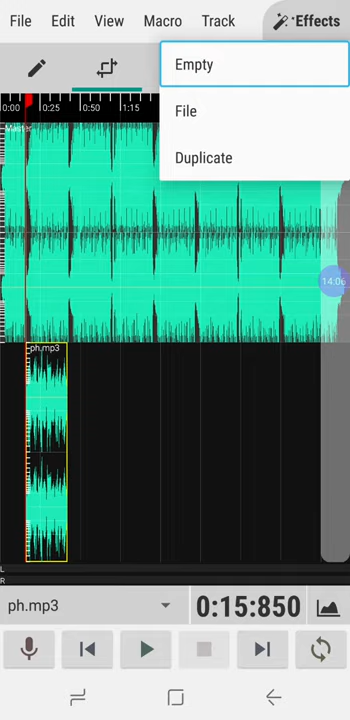 File Edit View Macro Track Effects
Empty
File
Duplicate
0:00 0:25 0:50 1:15
Master
14:06
ph.mp3
L
R
ph.mp3 0:15:850